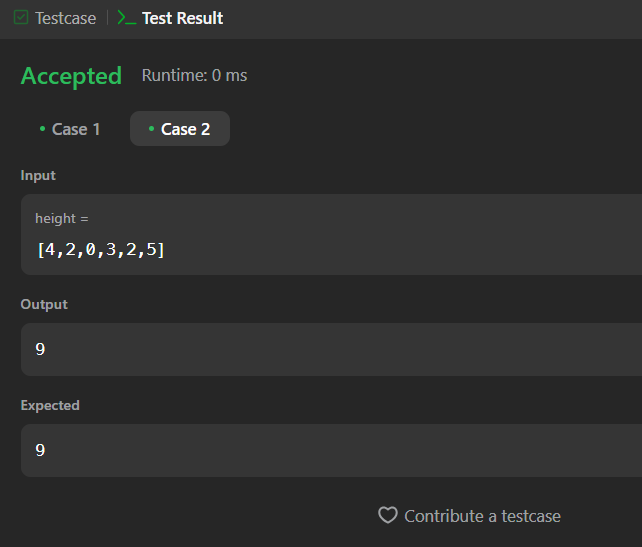 Testcase Test Result
Accepted Runtime: 0 ms
Case 1 Case 2
Input
height =
[4,2,0,3,2,5]
Output
9
Expected
9
Contribute a testcase